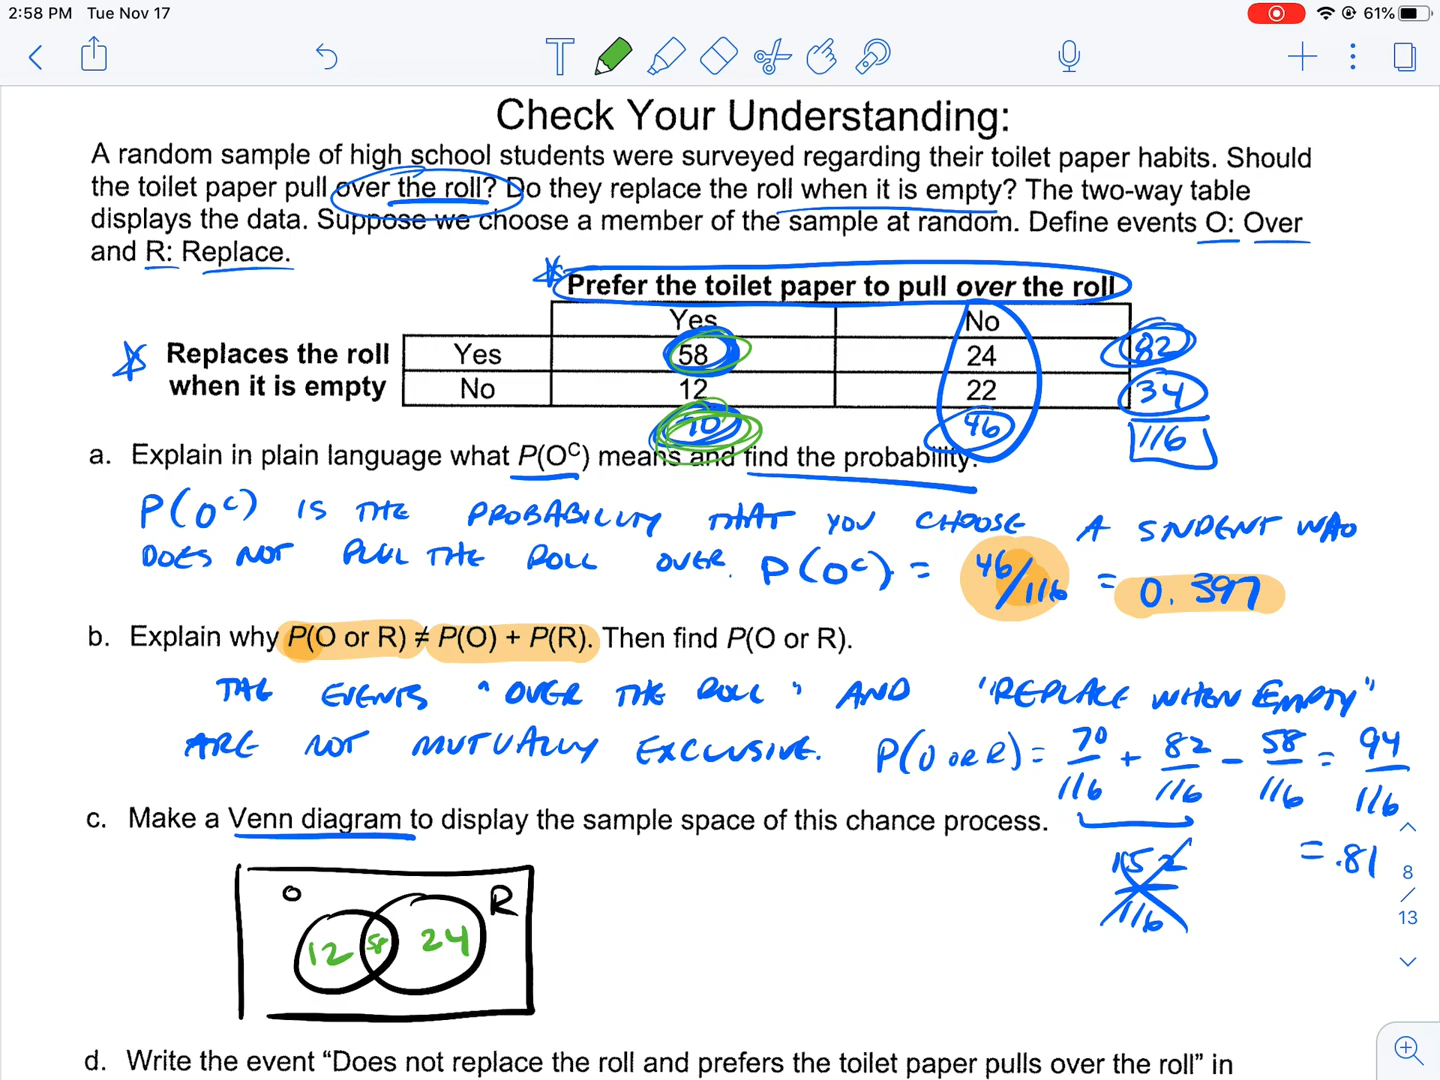 2:58 PM Tue Nov 17
61%
Check Your Understanding:
A random sample of high school students were surveyed regarding their toilet paper habits. Should
the toilet paper pull over the roll? Do they replace the roll when it is empty? The two-way table
displays the data. Suppose we choose a member of the sample at random. Define events O: Over
and R: Replace.
Prefer the toilet paper to pull over the roll
Yes No
Replaces the roll when it is empty
Yes 58 24 82
No 12 22 34
70 46 116
a. Explain in plain language what P(Oᶜ) means and find the probability.
P(Oᶜ) IS THE PROBABILITY THAT YOU CHOOSE A STUDENT WHO
DOES NOT PULL THE ROLL OVER. P(Oᶜ) = 46/116 = 0.397
b. Explain why P(O or R) ≠ P(O) + P(R). Then find P(O or R).
THE EVENTS "OVER THE ROLL" AND "REPLACE WHEN EMPTY"
ARE NOT MUTUALLY EXCLUSIVE. P(O OR R) = 70/116 + 82/116 - 58/116 = 94/116
c. Make a Venn diagram to display the sample space of this chance process.
152/116
= .81
O R
12 58 24
8
/
13
d. Write the event “Does not replace the roll and prefers the toilet paper pulls over the roll” in